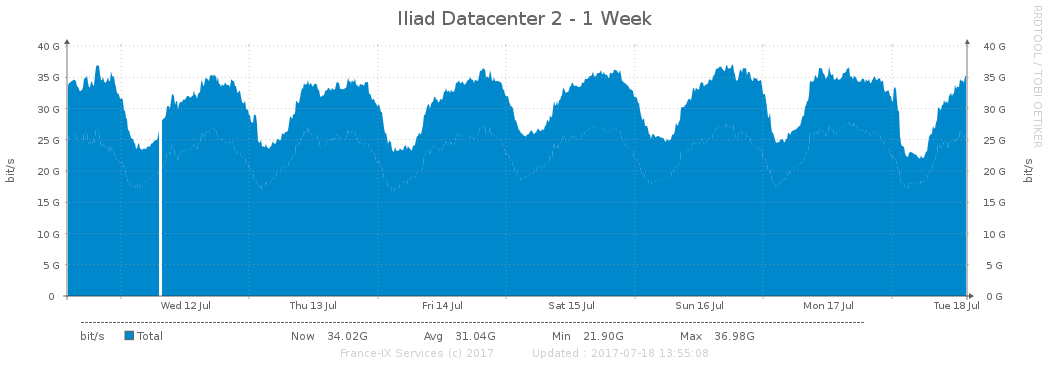 Iliad Datacenter 2 - 1 Week
RRDTOOL / TOBI OETIKER
40 G 40 G
35 G 35 G
30 G 30 G
25 G 25 G
20 G 20 G
15 G 15 G
10 G 10 G
5 G 5 G
0 0 G
bit/s bit/s
Wed 12 Jul Thu 13 Jul Fri 14 Jul Sat 15 Jul Sun 16 Jul Mon 17 Jul Tue 18 Jul
bit/s Total Now 34.02G Avg 31.04G Min 21.90G Max 36.98G
France-IX Services (c) 2017 Updated : 2017-07-18 13:55:08